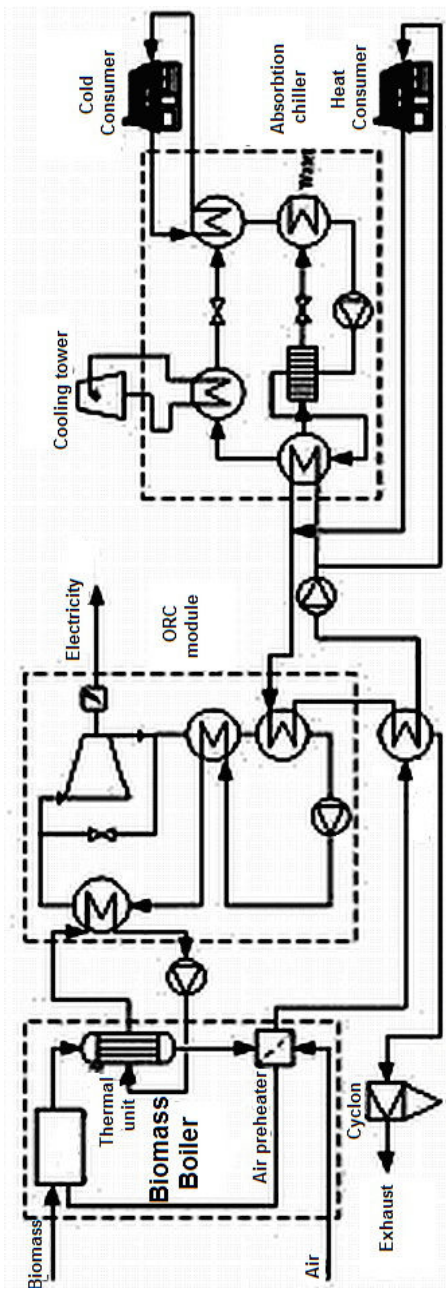 Biomass
Thermal
unit
Biomass
Boiler
Air preheater
Air
Cyclon
Exhaust
Electricity
ORC
module
Cooling tower
Cold
Consumer
Absorbtion
chiller
Heat
Consumer